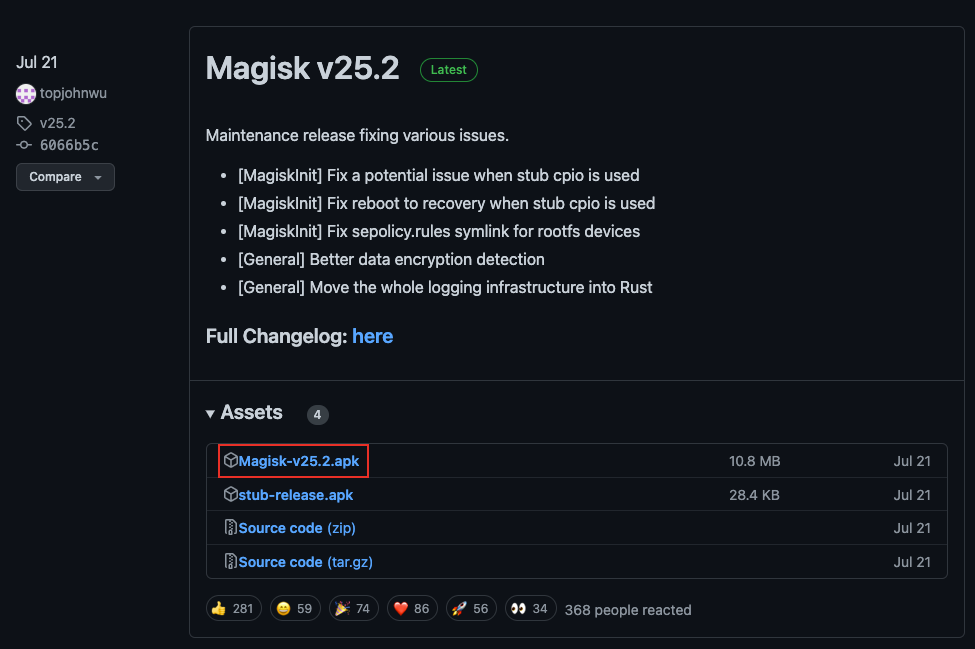 Jul 21
topjohnwu
v25.2
6066b5c
Compare
Magisk v25.2 Latest
Maintenance release fixing various issues.
• [MagiskInit] Fix a potential issue when stub cpio is used
• [MagiskInit] Fix reboot to recovery when stub cpio is used
• [MagiskInit] Fix sepolicy.rules symlink for rootfs devices
• [General] Better data encryption detection
• [General] Move the whole logging infrastructure into Rust
Full Changelog: here
Assets 4
Magisk-v25.2.apk 10.8 MB Jul 21
stub-release.apk 28.4 KB Jul 21
Source code (zip) Jul 21
Source code (tar.gz) Jul 21
👍 281 😄 59 🎉 74 ❤️ 86 🚀 56 👀 34 368 people reacted